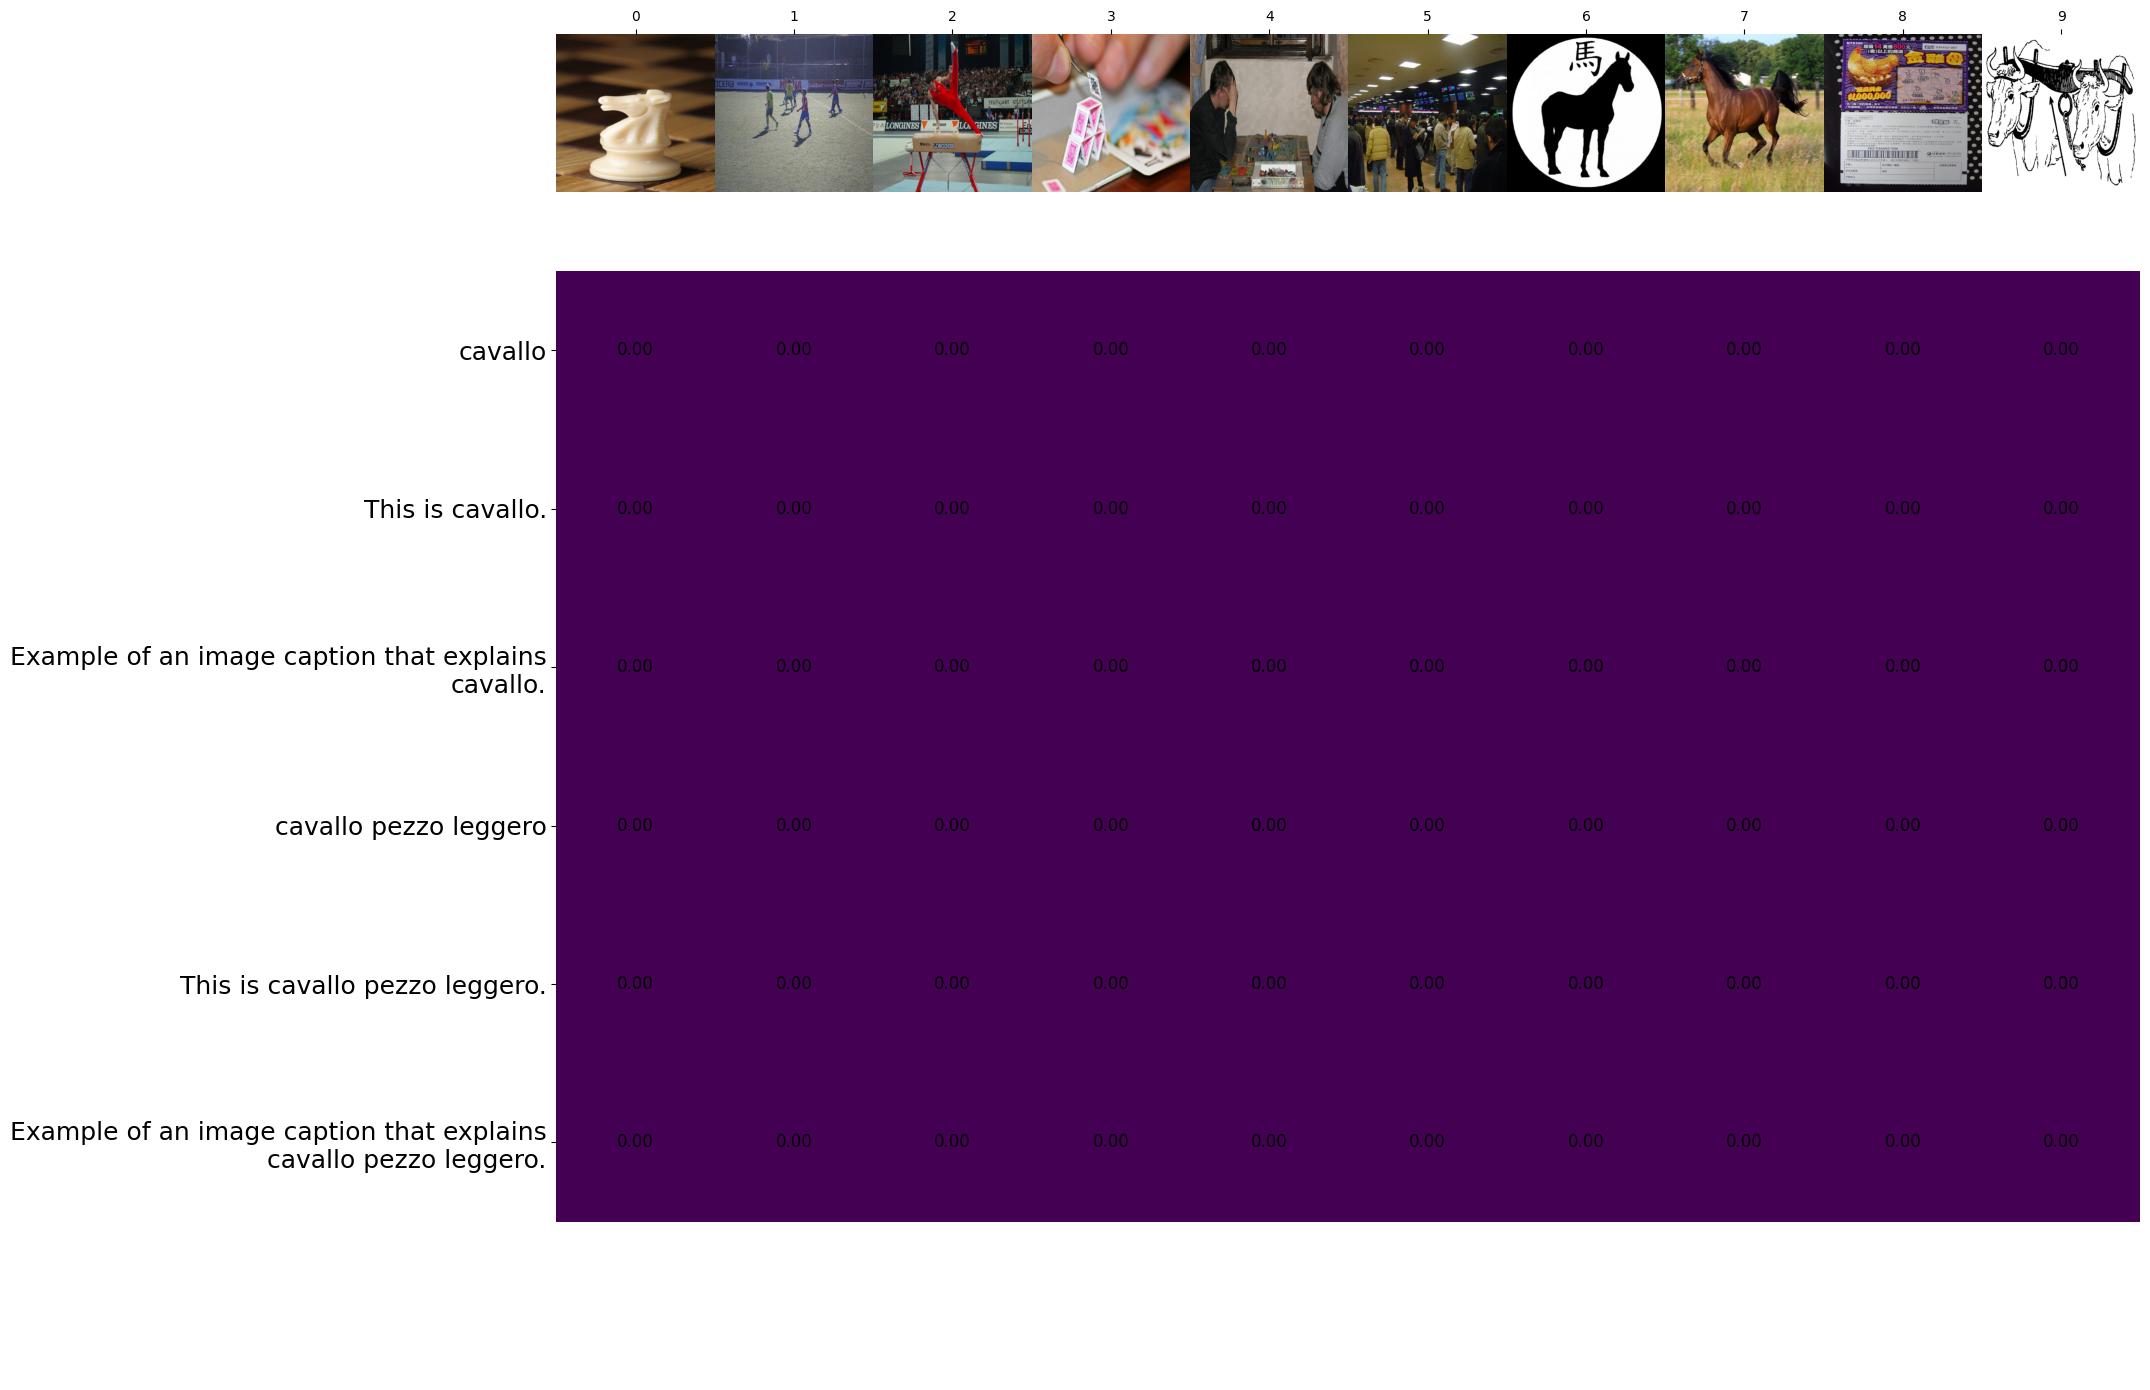 0 1 2 3 4 5 6 7 8 9
LONGINES LONGINES
馬
$1,000,000
cavallo 0.00 0.00 0.00 0.00 0.00 0.00 0.00 0.00 0.00 0.00
This is cavallo. 0.00 0.00 0.00 0.00 0.00 0.00 0.00 0.00 0.00 0.00
Example of an image caption that explains
cavallo. 0.00 0.00 0.00 0.00 0.00 0.00 0.00 0.00 0.00 0.00
cavallo pezzo leggero 0.00 0.00 0.00 0.00 0.00 0.00 0.00 0.00 0.00 0.00
This is cavallo pezzo leggero. 0.00 0.00 0.00 0.00 0.00 0.00 0.00 0.00 0.00 0.00
Example of an image caption that explains
cavallo pezzo leggero. 0.00 0.00 0.00 0.00 0.00 0.00 0.00 0.00 0.00 0.00